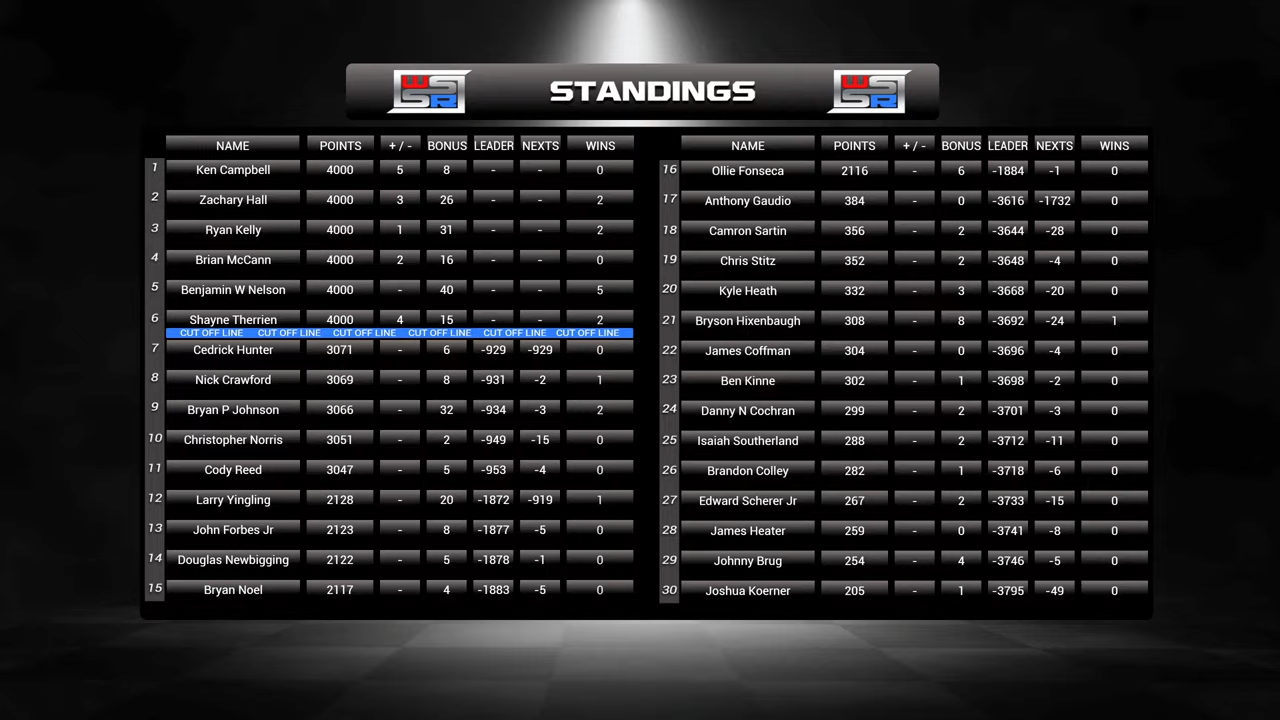 WSSR STANDINGS WSSR
NAME POINTS + / - BONUS LEADER NEXTS WINS
1 Ken Campbell 4000 5 8 - - 0
2 Zachary Hall 4000 3 26 - - 2
3 Ryan Kelly 4000 1 31 - - 2
4 Brian McCann 4000 2 16 - - 0
5 Benjamin W Nelson 4000 - 40 - - 5
6 Shayne Therrien 4000 4 15 - - 2
CUT OFF LINE CUT OFF LINE CUT OFF LINE CUT OFF LINE CUT OFF LINE CUT OFF LINE
7 Cedrick Hunter 3071 - 6 -929 -929 0
8 Nick Crawford 3069 - 8 -931 -2 1
9 Bryan P Johnson 3066 - 32 -934 -3 2
10 Christopher Norris 3051 - 2 -949 -15 0
11 Cody Reed 3047 - 5 -953 -4 0
12 Larry Yingling 2128 - 20 -1872 -919 1
13 John Forbes Jr 2123 - 8 -1877 -5 0
14 Douglas Newbigging 2122 - 5 -1878 -1 0
15 Bryan Noel 2117 - 4 -1883 -5 0
NAME POINTS + / - BONUS LEADER NEXTS WINS
16 Ollie Fonseca 2116 - 6 -1884 -1 0
17 Anthony Gaudio 384 - 0 -3616 -1732 0
18 Camron Sartin 356 - 2 -3644 -28 0
19 Chris Stitz 352 - 2 -3648 -4 0
20 Kyle Heath 332 - 3 -3668 -20 0
21 Bryson Hixenbaugh 308 - 8 -3692 -24 1
22 James Coffman 304 - 0 -3696 -4 0
23 Ben Kinne 302 - 1 -3698 -2 0
24 Danny N Cochran 299 - 2 -3701 -3 0
25 Isaiah Southerland 288 - 2 -3712 -11 0
26 Brandon Colley 282 - 1 -3718 -6 0
27 Edward Scherer Jr 267 - 2 -3733 -15 0
28 James Heater 259 - 0 -3741 -8 0
29 Johnny Brug 254 - 4 -3746 -5 0
30 Joshua Koerner 205 - 1 -3795 -49 0